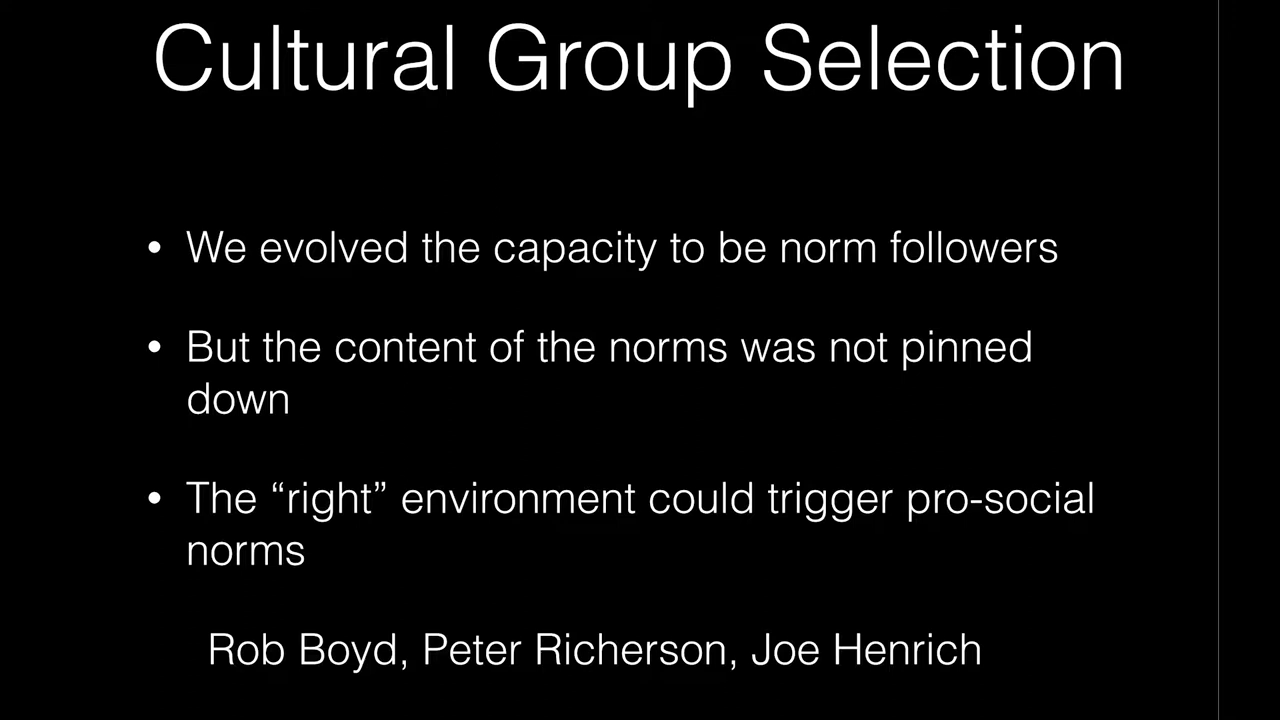 Cultural Group Selection
• We evolved the capacity to be norm followers
• But the content of the norms was not pinned
down
• The “right” environment could trigger pro-social
norms
Rob Boyd, Peter Richerson, Joe Henrich